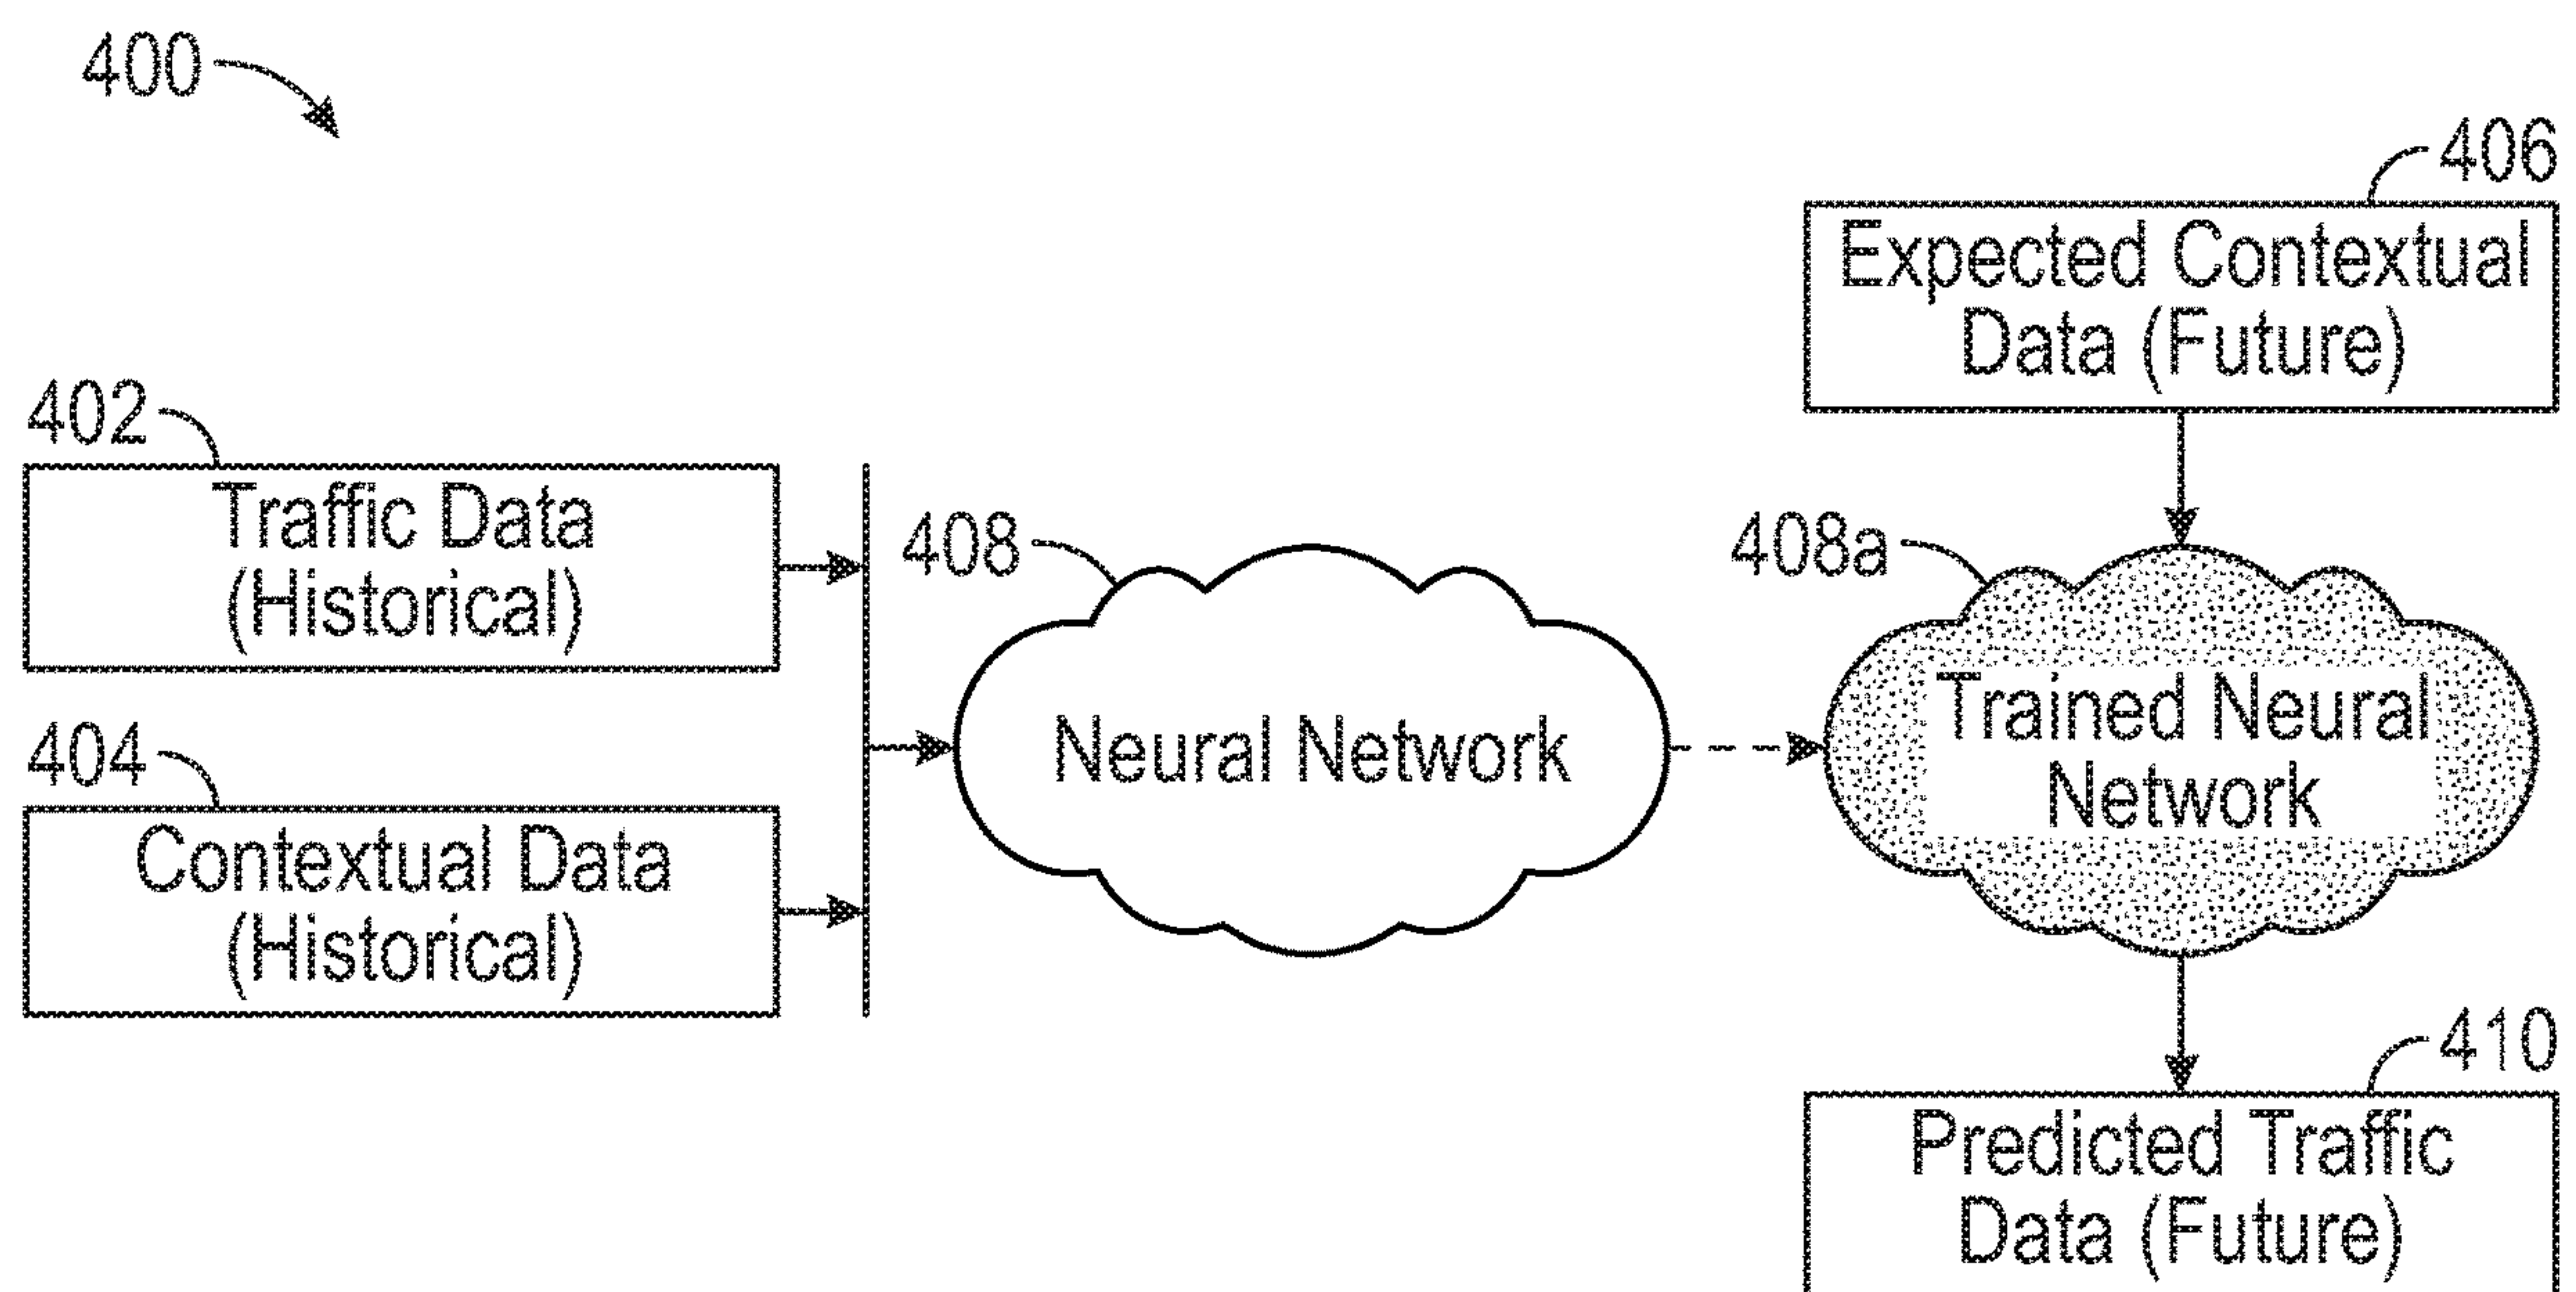 400
406
Expected Contextual
Data (Future)
402
Traffic Data
(Historical)
408
Neural Network
408a
Trained Neural
Network
404
Contextual Data
(Historical)
410
Predicted Traffic
Data (Future)